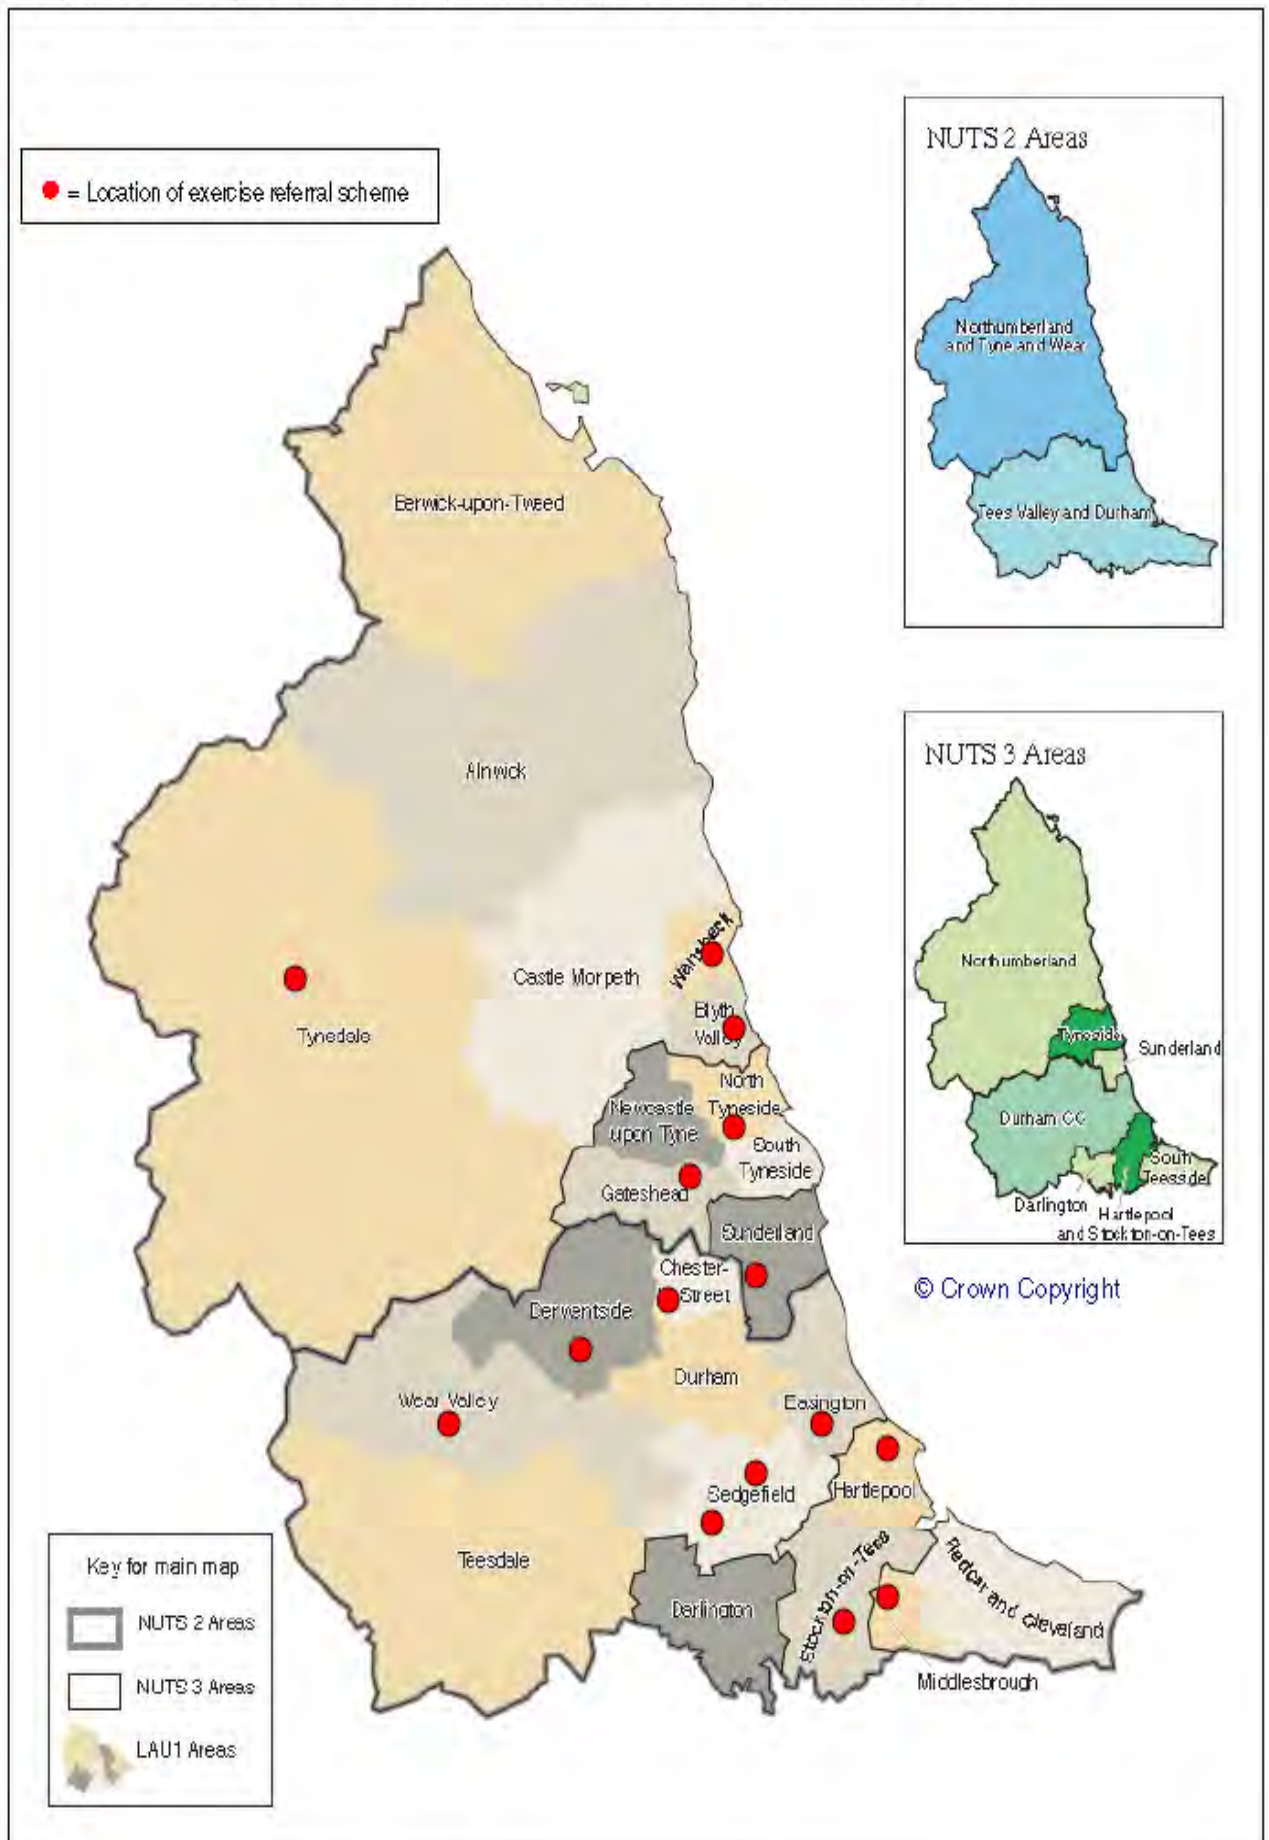 = Location of exercise referral scheme
NUTS 2 Areas
Northumberland
and Tyne and Wear
Tees Valley and Durham
Berwick-upon-Tweed
Alnwick
NUTS 3 Areas
Northumberland
Tyneside
Sunderland
Durham CC
South
Teesside
Darlington
Hartlepool
and Stockton-on-Tees
© Crown Copyright
Wansbeck
Castle Morpeth
Blyth
Valley
Tynedale
North
Tyneside
Newcastle
upon Tyne
South
Tyneside
Gateshead
Sunderland
Chester-
Street
Derwentside
Durham
Wear Valley
Easington
Sedgefield
Hartlepool
Teesdale
Stockton-on-Tees
Redcar and Cleveland
Darlington
Middlesbrough
Key for main map
NUTS 2 Areas
NUTS 3 Areas
LAU1 Areas